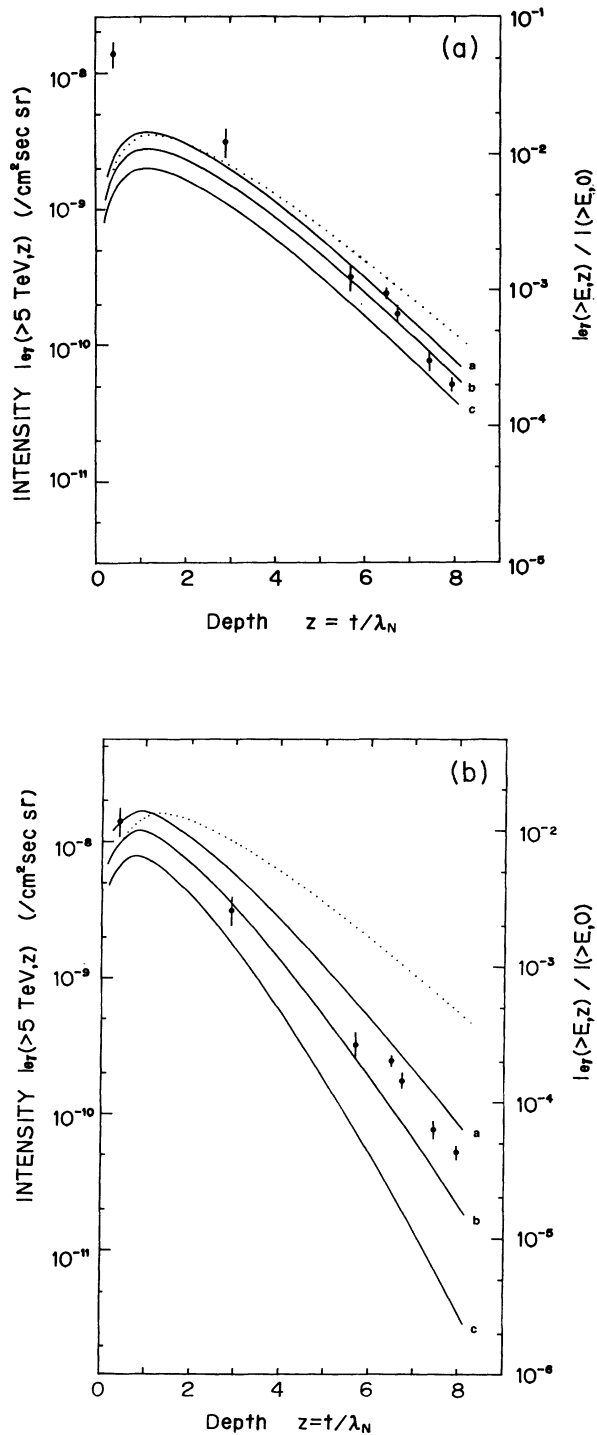 (a)
10⁻⁸
10⁻⁹
10⁻¹⁰
10⁻¹¹
INTENSITY I_eγ(>5 TeV,z) (/cm²sec sr)
10⁻¹
10⁻²
10⁻³
10⁻⁴
10⁻⁵
I_eγ(>E,z) / I(>E,0)
a
b
c
0 2 4 6 8
Depth z = t/λ_N
(b)
10⁻⁸
10⁻⁹
10⁻¹⁰
10⁻¹¹
INTENSITY I_eγ(>5 TeV,z) (/cm²sec sr)
10⁻²
10⁻³
10⁻⁴
10⁻⁵
10⁻⁶
I_eγ(>E,z) / I(>E,0)
a
b
c
0 2 4 6 8
Depth z=t/λ_N